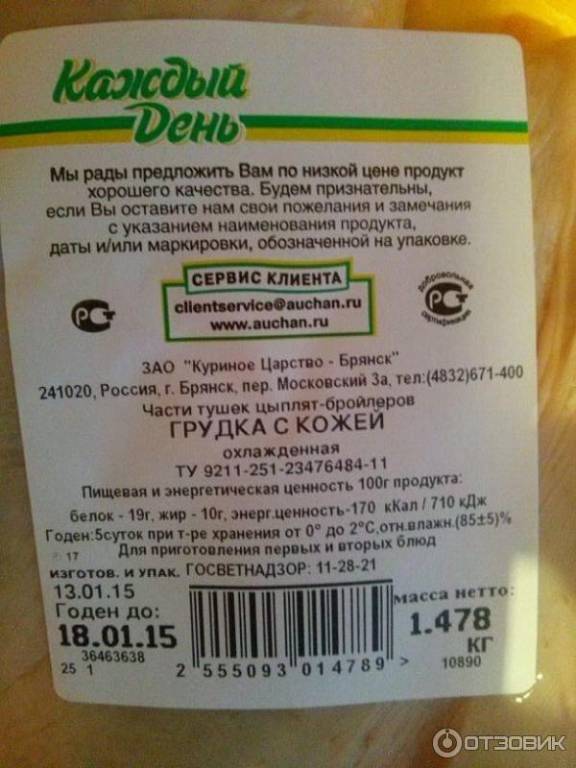 Каждый
День
Мы рады предложить Вам по низкой цене продукт
хорошего качества. Будем признательны,
если Вы оставите нам свои пожелания и замечания
с указанием наименования продукта,
даты и/или маркировки, обозначенной на упаковке.
СЕРВИС КЛИЕНТА
clientservice@auchan.ru
www.auchan.ru
Добровольная
сертификация
ЗАО "Куриное Царство - Брянск"
241020, Россия, г. Брянск, пер. Московский 3а, тел:(4832)671-400
Части тушек цыплят-бройлеров
ГРУДКА С КОЖЕЙ
охлажденная
ТУ 9211-251-23476484-11
Пищевая и энергетическая ценность 100г продукта:
белок - 19г, жир - 10г, энерг.ценность-170 кКал / 710 кДж
Годен:5суток при т-ре хранения от 0° до 2°С,отн.влажн.(85±5)%
Для приготовления первых и вторых блюд
17
изготов. и упак. ГОСВЕТНАДЗОР: 11-28-21
13.01.15
Годен до:
18.01.15
36463638
25 1
2 555093 014789 >
масса нетто:
1.478
кг
10890
ОТЗОВИК